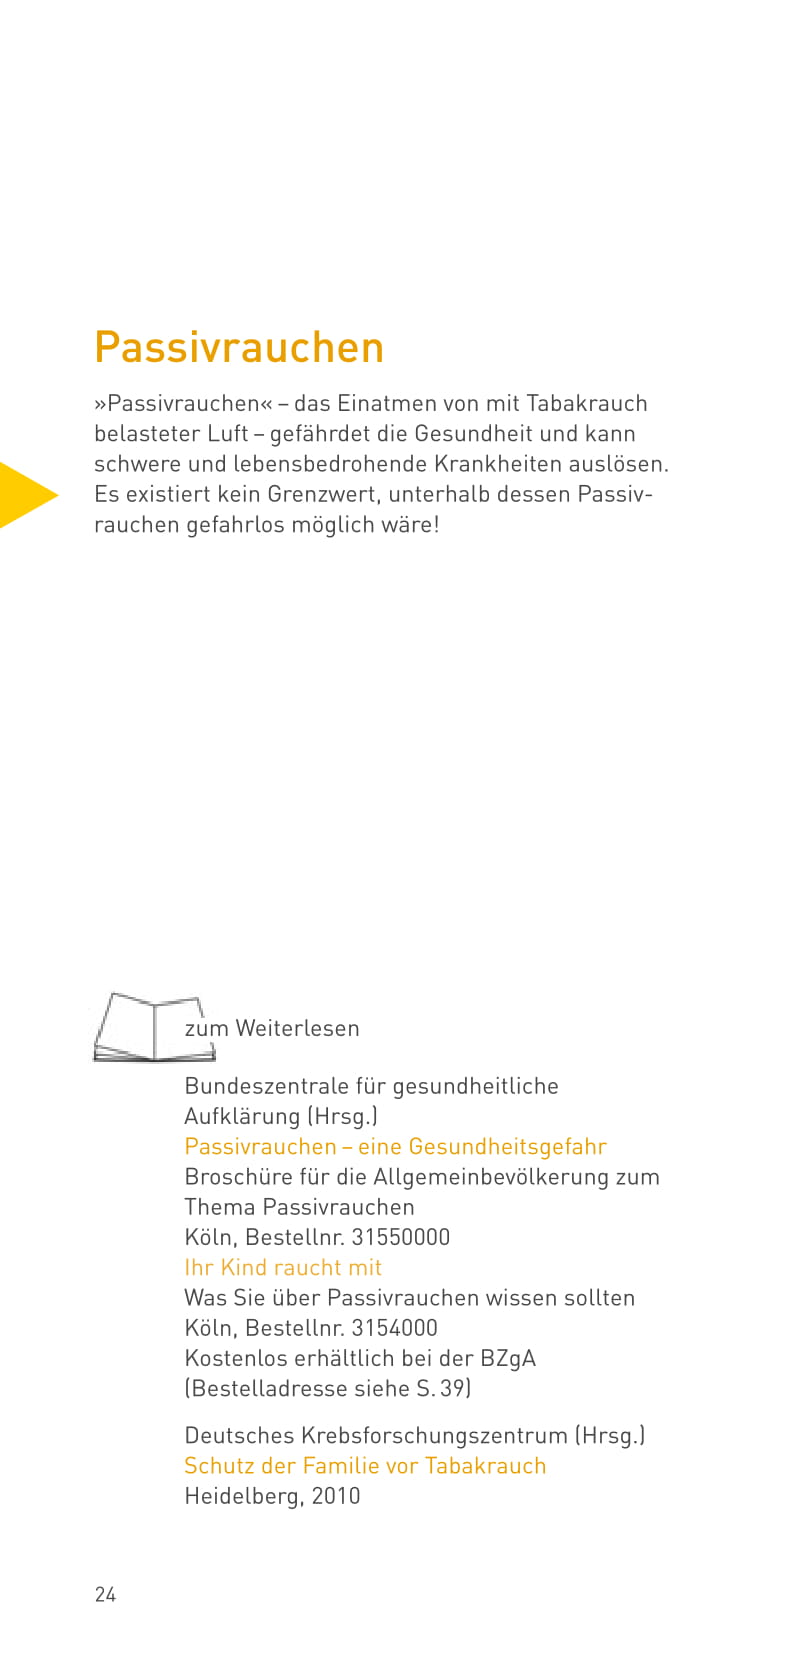 Passivrauchen
»Passivrauchen« – das Einatmen von mit Tabakrauch
belasteter Luft – gefährdet die Gesundheit und kann
schwere und lebensbedrohende Krankheiten auslösen.
Es existiert kein Grenzwert, unterhalb dessen Passiv-
rauchen gefahrlos möglich wäre!
zum Weiterlesen
Bundeszentrale für gesundheitliche
Aufklärung (Hrsg.)
Passivrauchen – eine Gesundheitsgefahr
Broschüre für die Allgemeinbevölkerung zum
Thema Passivrauchen
Köln, Bestellnr. 31550000
Ihr Kind raucht mit
Was Sie über Passivrauchen wissen sollten
Köln, Bestellnr. 3154000
Kostenlos erhältlich bei der BZgA
(Bestelladresse siehe S. 39)
Deutsches Krebsforschungszentrum (Hrsg.)
Schutz der Familie vor Tabakrauch
Heidelberg, 2010
24